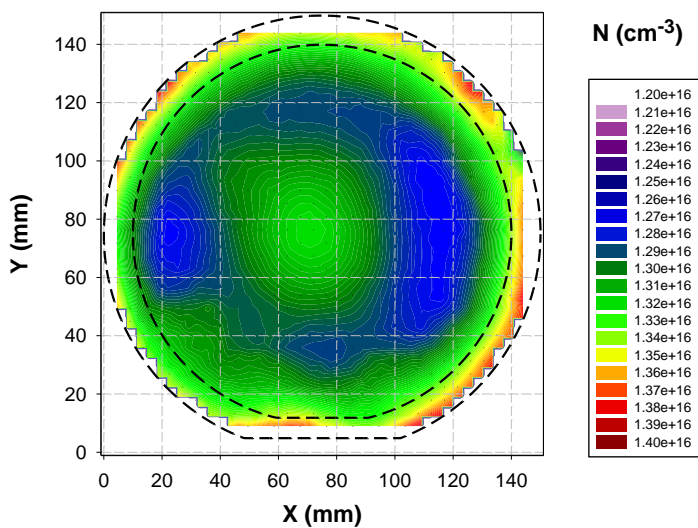 N (cm-3)
140
120
100
80
60
40
20
0
Y (mm)
0 20 40 60 80 100 120 140
X (mm)
1.20e+16
1.21e+16
1.22e+16
1.23e+16
1.24e+16
1.25e+16
1.26e+16
1.27e+16
1.28e+16
1.29e+16
1.30e+16
1.31e+16
1.32e+16
1.33e+16
1.34e+16
1.35e+16
1.36e+16
1.37e+16
1.38e+16
1.39e+16
1.40e+16